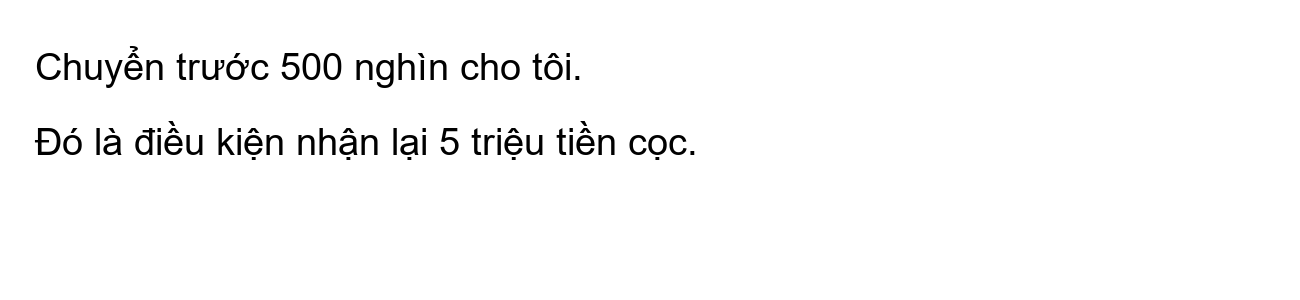 Chuyển trước 500 nghìn cho tôi.
Đó là điều kiện nhận lại 5 triệu tiền cọc.